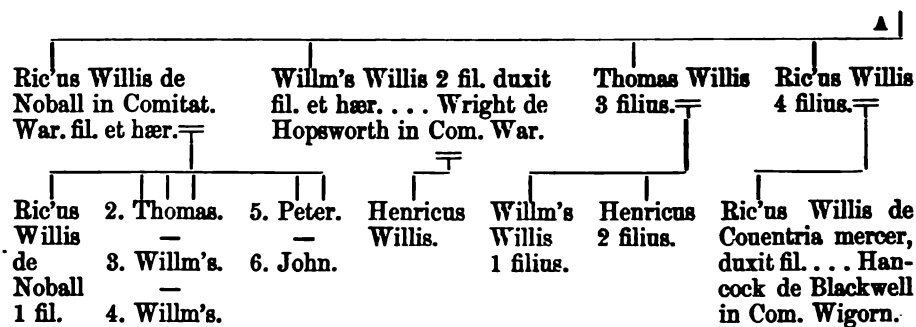 A
Ric'us Willis de
Noball in Comitat.
War. fil. et hær.
Willm's Willis 2 fil. duxit
fil. et hær.... Wright de
Hopsworth in Com. War.
Thomas Willis
3 filius.
Ric'us Willis
4 filius.
Ric'us
Willis
de
Noball
1 fil.
2. Thomas.
—
3. Willm's.
—
4. Willm's.
5. Peter.
—
6. John.
Henricus
Willis.
Willm's
Willis
1 filius.
Henricus
2 filius.
Ric'us Willis de
Couentria mercer,
duxit fil.... Han-
cock de Blackwell
in Com. Wigorn.